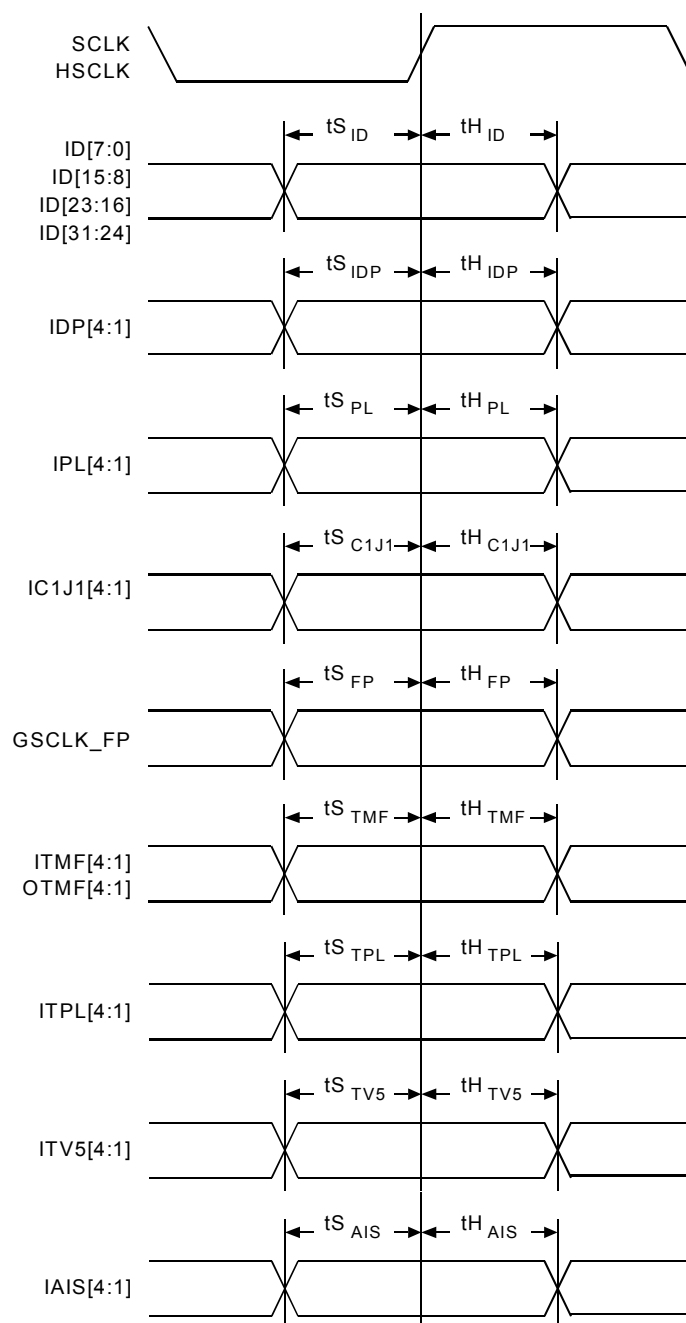 SCLK
HSCLK
tS ID tH ID
ID[7:0]
ID[15:8]
ID[23:16]
ID[31:24]
tS IDP tH IDP
IDP[4:1]
tS PL tH PL
IPL[4:1]
tS C1J1 tH C1J1
IC1J1[4:1]
tS FP tH FP
GSCLK_FP
tS TMF tH TMF
ITMF[4:1]
OTMF[4:1]
tS TPL tH TPL
ITPL[4:1]
tS TV5 tH TV5
ITV5[4:1]
tS AIS tH AIS
IAIS[4:1]